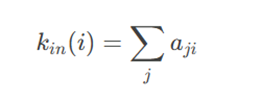 k_{in}(i) = \sum_{j} a_{ji}